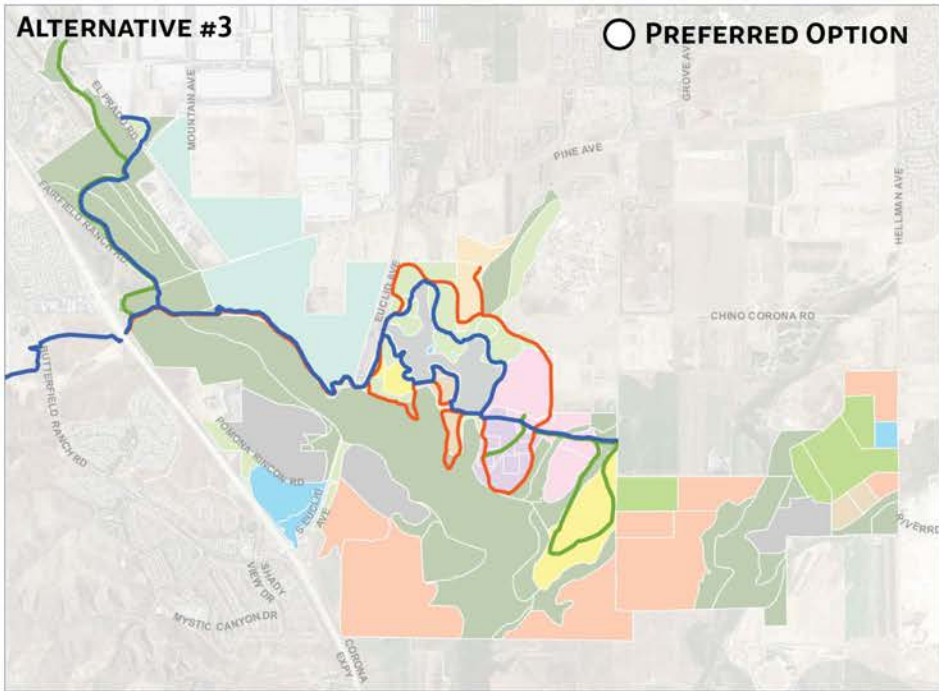 ALTERNATIVE #3
PREFERRED OPTION
EL PRADO RD
MOUNTAIN AVE
GROVE AVE
PINE AVE
HELLMAN AVE
FAIRFIELD RANCH RD
EUCLID AVE
CHINO CORONA RD
BUTTERFIELD RANCH RD
POMONA RINCON RD
S EUCLID
AVE
RIVERRD
SHADY
VIEW DR
MYSTIC CANYON DR
CORONA
EXPY